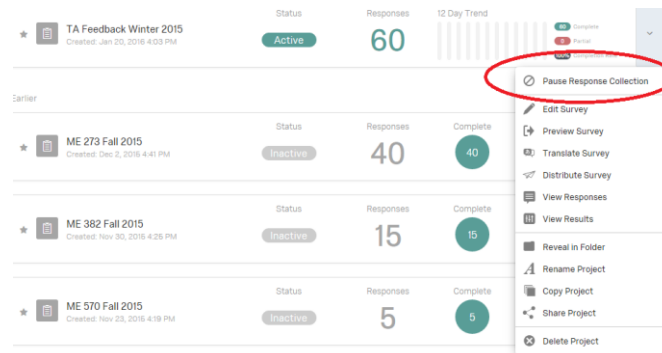 Status Responses 12 Day Trend
TA Feedback Winter 2015
Created: Jan 20, 2016 4:03 PM
Active
60
60 Complete
0 Partial
100%
Pause Response Collection
Earlier
Edit Survey
Preview Survey
Translate Survey
Distribute Survey
View Responses
View Results
Reveal in Folder
Rename Project
Copy Project
Share Project
Delete Project
Status Responses Complete
ME 273 Fall 2015
Created: Dec 2, 2016 4:41 PM
Inactive
40
40
Status Responses Complete
ME 382 Fall 2015
Created: Nov 30, 2016 4:26 PM
Inactive
15
15
Status Responses Complete
ME 570 Fall 2015
Created: Nov 23, 2016 4:19 PM
Inactive
5
5